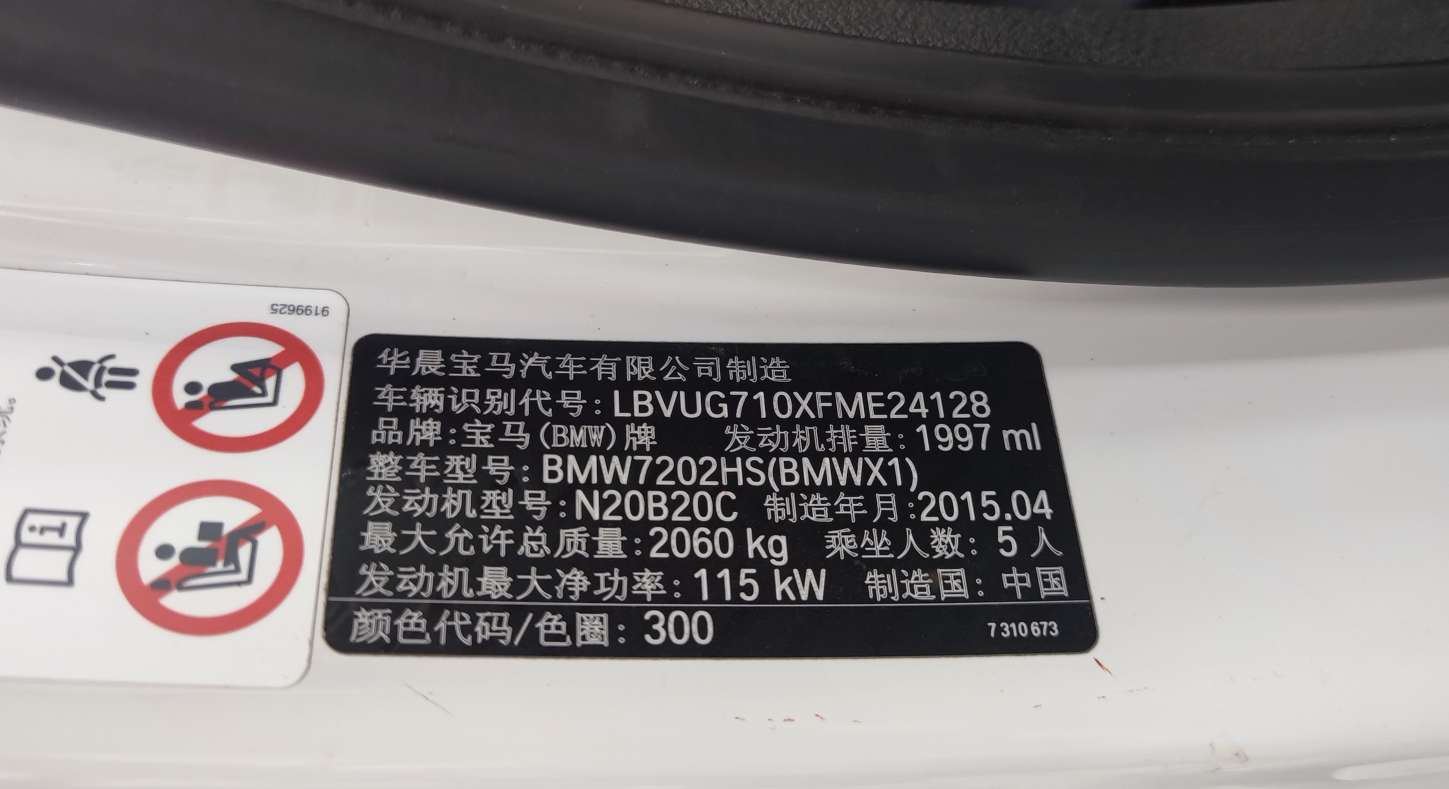 9199625
华晨宝马汽车有限公司制造
车辆识别代号:LBVUG710XFME24128
品牌:宝马(BMW)牌 发动机排量:1997 ml
整车型号:BMW7202HS(BMWX1)
发动机型号:N20B20C 制造年月:2015.04
最大允许总质量:2060 kg 乘坐人数: 5 人
发动机最大净功率:115 kW 制造国: 中国
颜色代码/色圈: 300 7 310 673